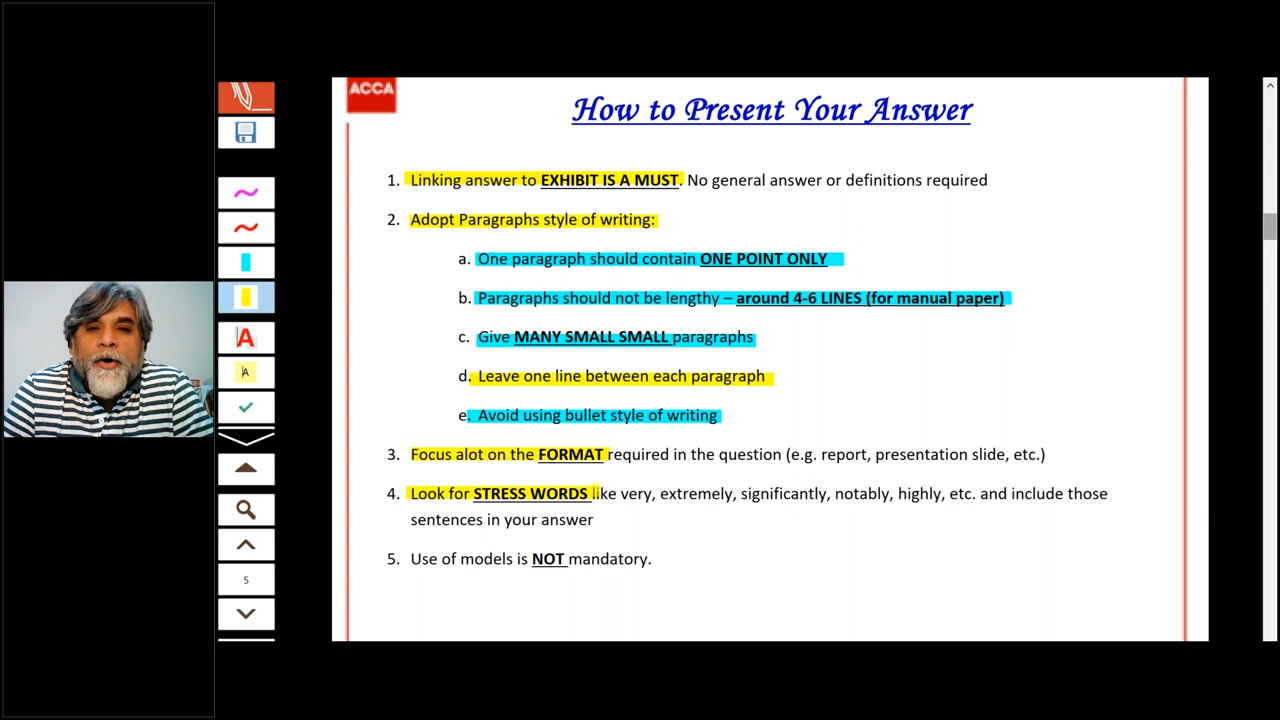 ACCA
How to Present Your Answer
1. Linking answer to EXHIBIT IS A MUST. No general answer or definitions required
2. Adopt Paragraphs style of writing:
a. One paragraph should contain ONE POINT ONLY
b. Paragraphs should not be lengthy – around 4-6 LINES (for manual paper)
c. Give MANY SMALL SMALL paragraphs
d. Leave one line between each paragraph
e. Avoid using bullet style of writing
3. Focus alot on the FORMAT required in the question (e.g. report, presentation slide, etc.)
4. Look for STRESS WORDS like very, extremely, significantly, notably, highly, etc. and include those
sentences in your answer
5. Use of models is NOT mandatory.
A
A
5